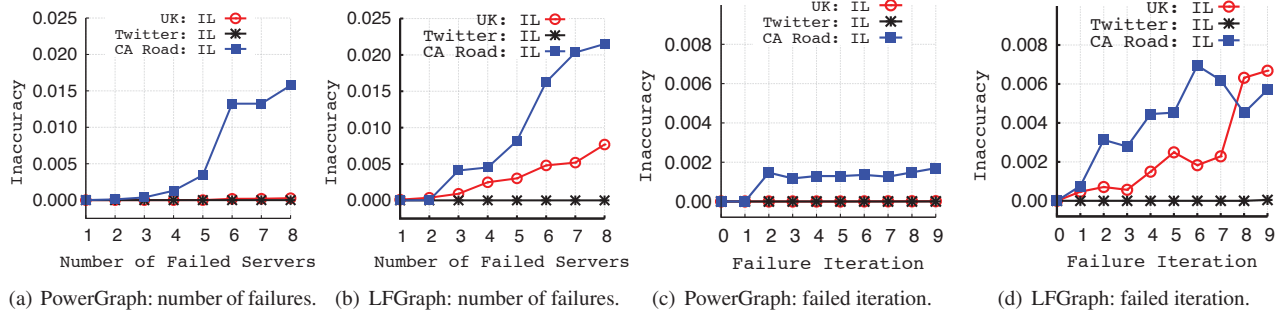 UK: IL
Twitter: IL
CA Road: IL
0.025
0.020
0.015
0.010
0.005
0.000
Inaccuracy
1 2 3 4 5 6 7 8
Number of Failed Servers
(a) PowerGraph: number of failures.
UK: IL
Twitter: IL
CA Road: IL
0.025
0.020
0.015
0.010
0.005
0.000
Inaccuracy
1 2 3 4 5 6 7 8
Number of Failed Servers
(b) LFGraph: number of failures.
UK: IL
Twitter: IL
CA Road: IL
0.008
0.006
0.004
0.002
0.00
Inaccuracy
0 1 2 3 4 5 6 7 8 9
Failure Iteration
(c) PowerGraph: failed iteration.
UK: IL
Twitter: IL
CA Road: IL
0.008
0.006
0.004
0.002
0.00
Inaccuracy
0 1 2 3 4 5 6 7 8 9
Failure Iteration
(d) LFGraph: failed iteration.